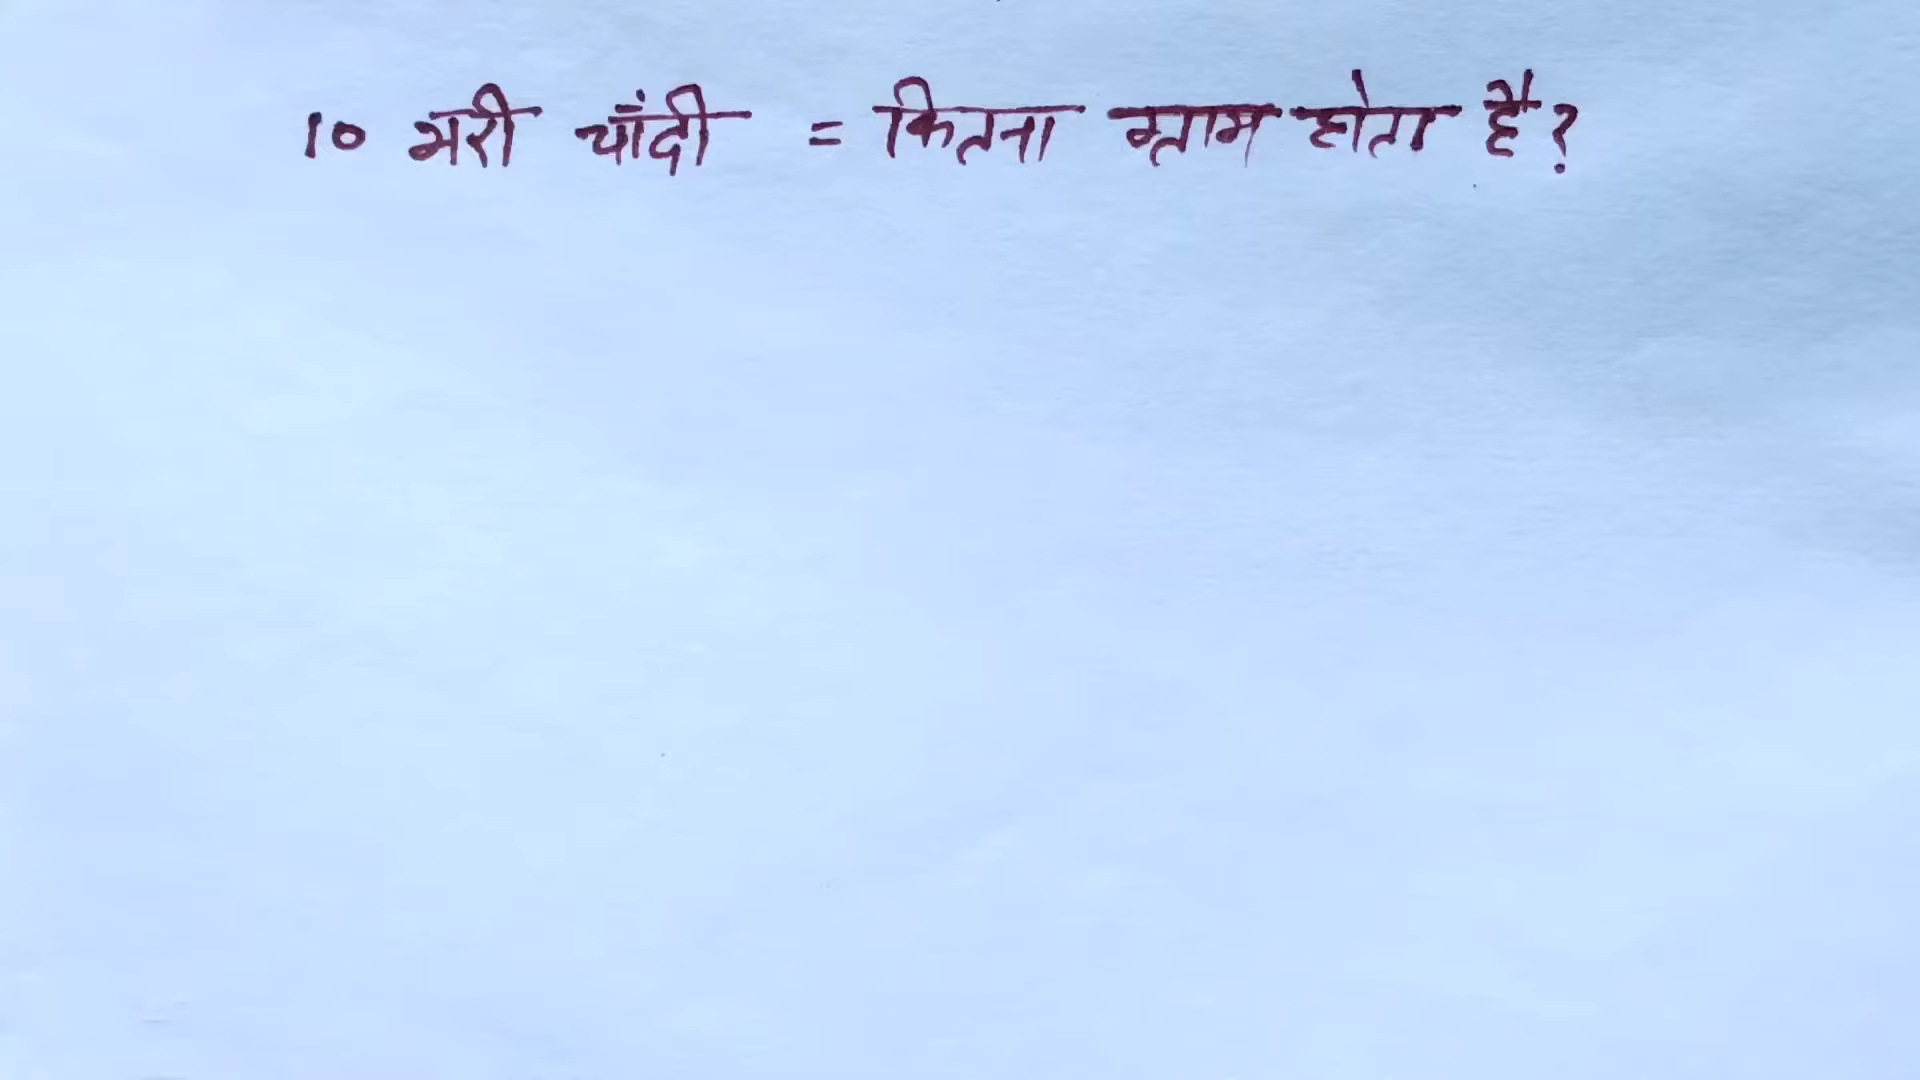 10 भरी चांदी = कितना ग्राम होता है?